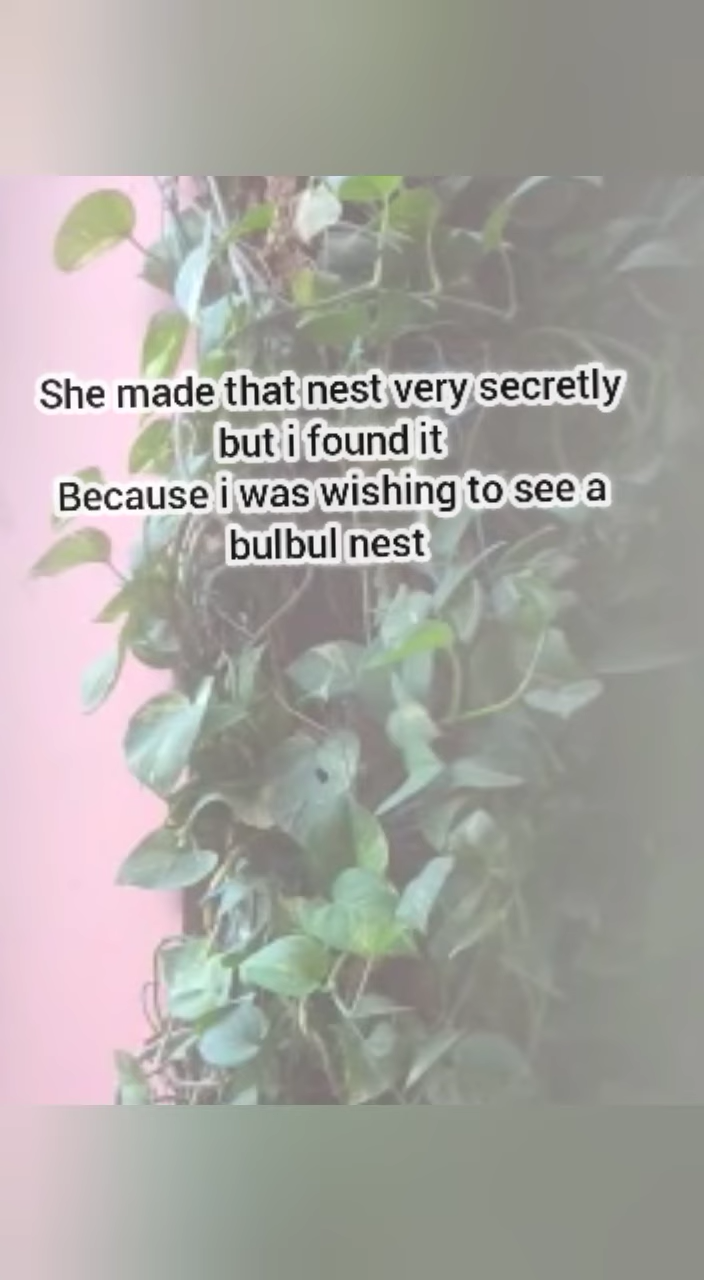 She made that nest very secretly
but i found it
Because i was wishing to see a
bulbul nest